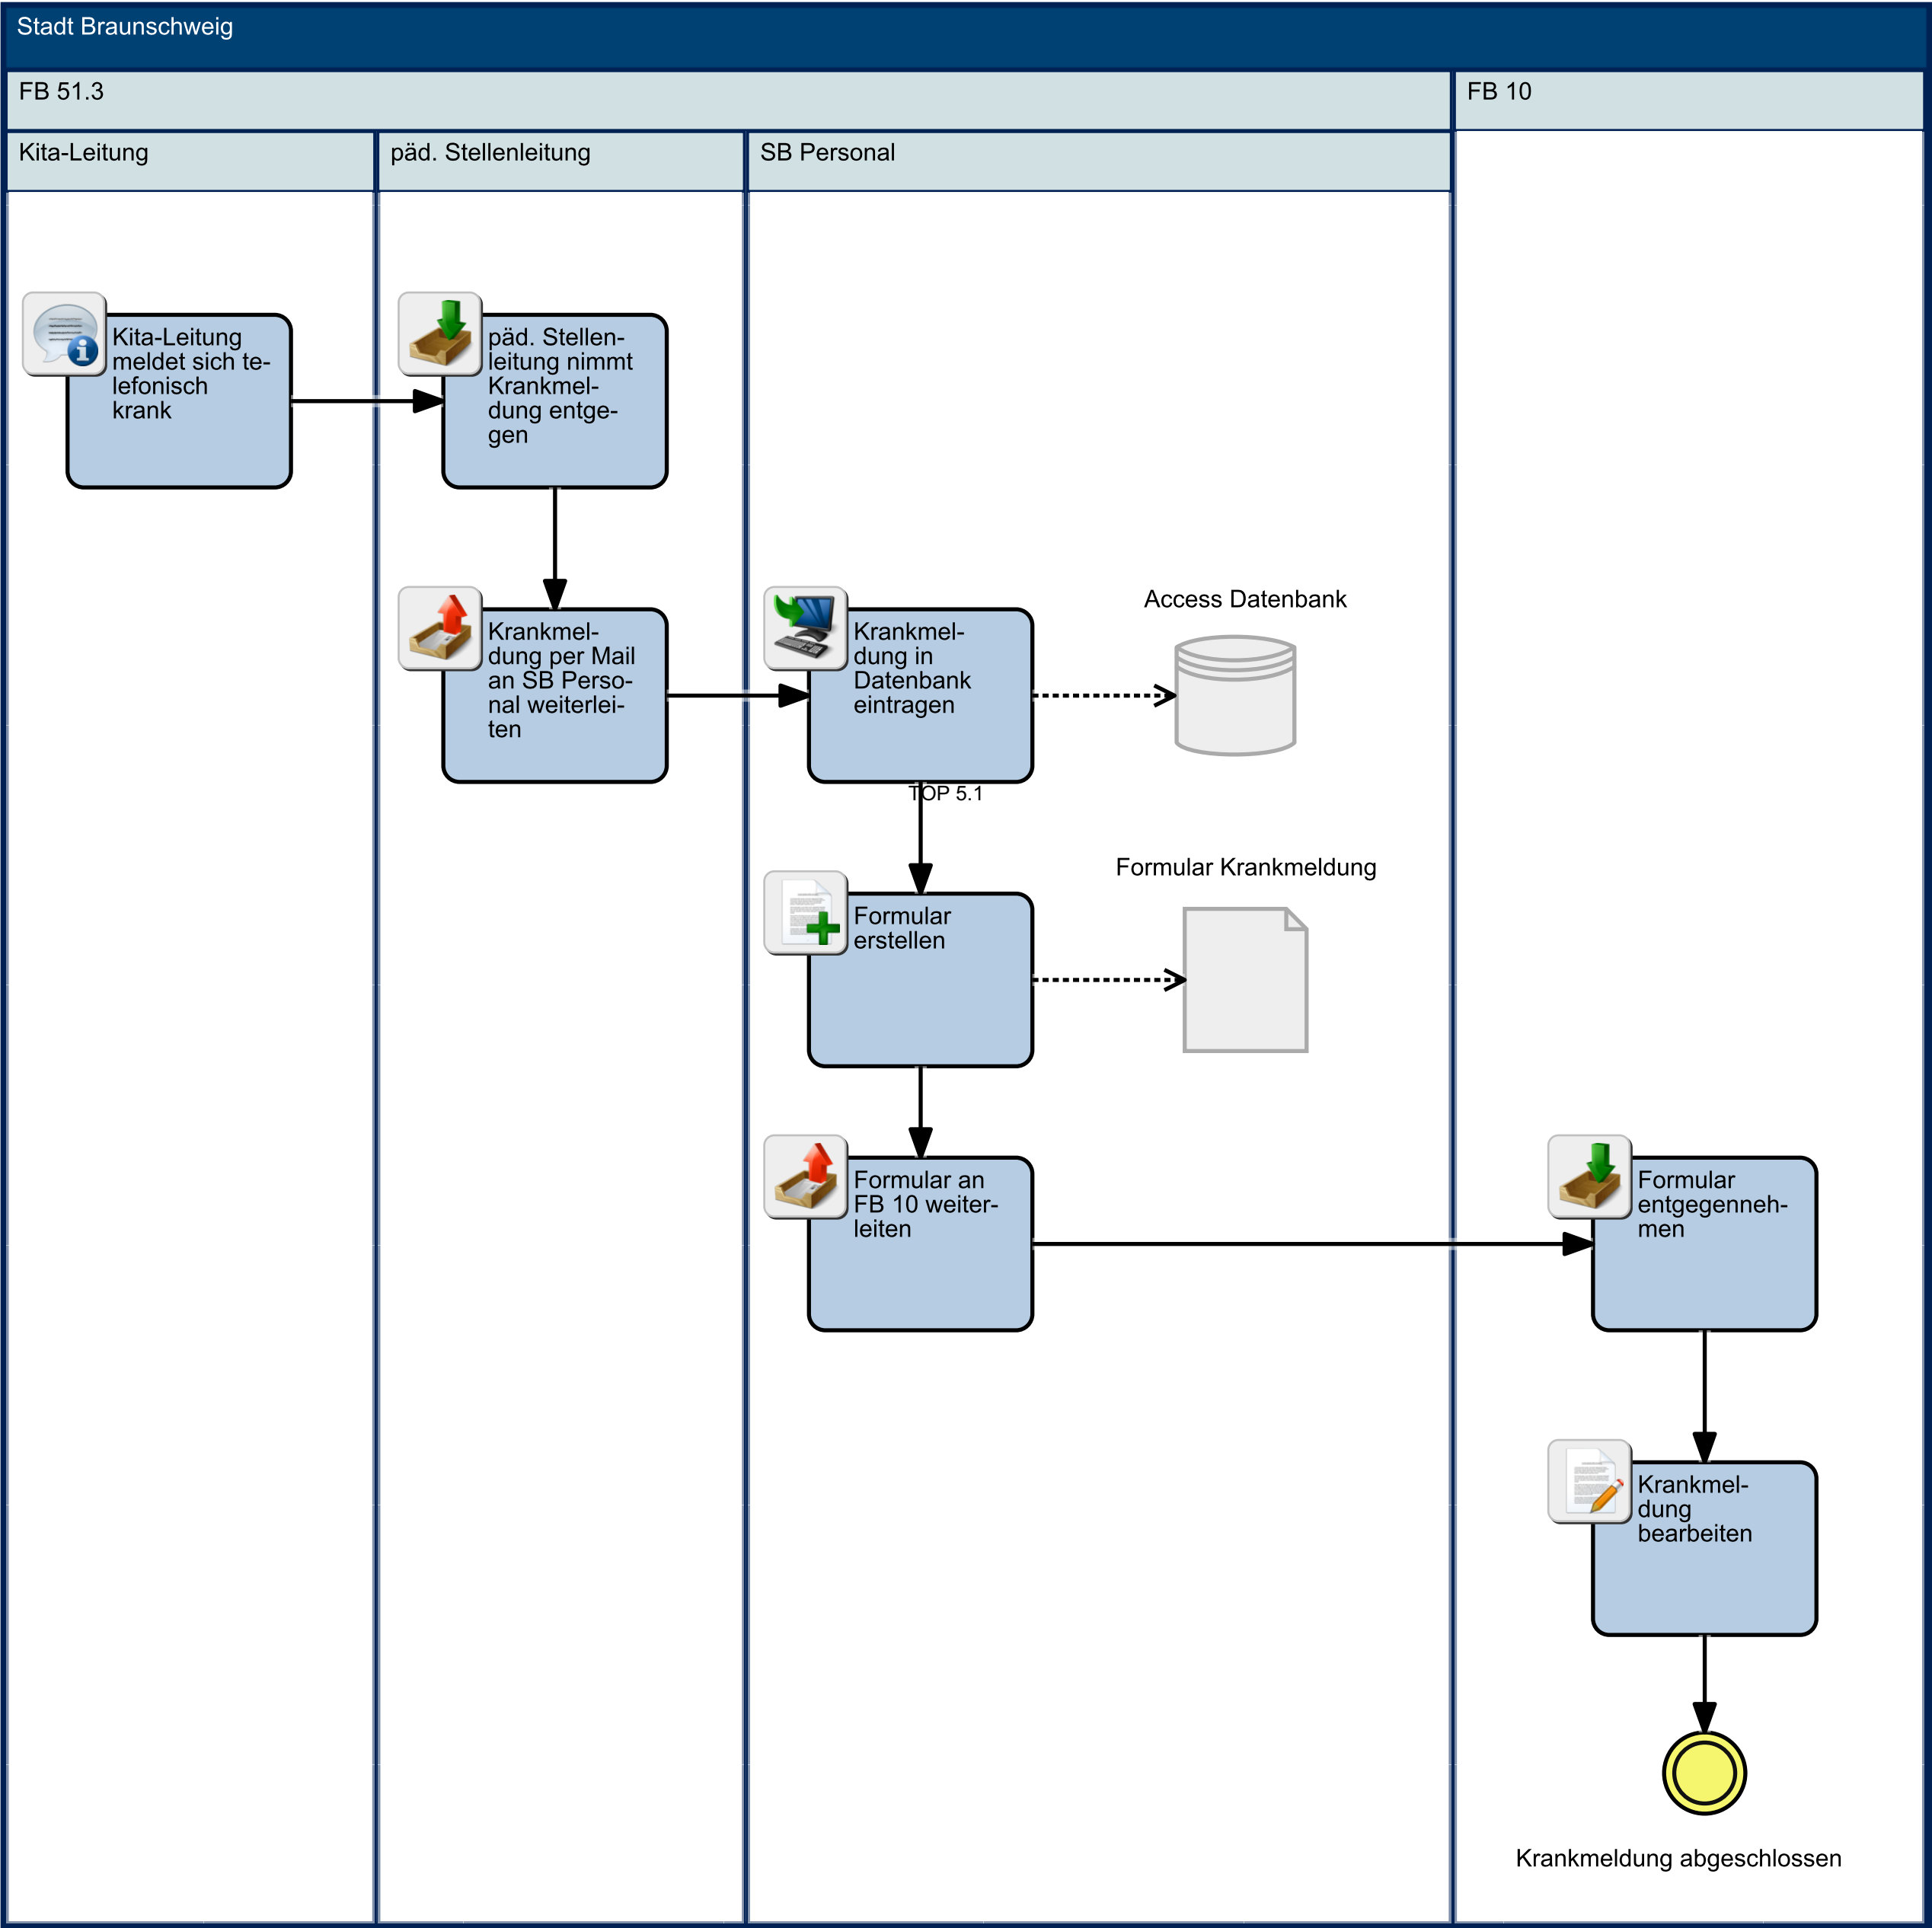 Stadt Braunschweig
FB 51.3
FB 10
Kita-Leitung
päd. Stellenleitung
SB Personal
Kita-Leitung
meldet sich te-
lefonisch
krank
päd. Stellen-
leitung nimmt
Krankmel-
dung entge-
gen
Krankmel-
dung per Mail
an SB Perso-
nal weiterlei-
ten
Krankmel-
dung in
Datenbank
eintragen
Access Datenbank
TOP 5.1
Formular
erstellen
Formular Krankmeldung
Formular an
FB 10 weiter-
leiten
Formular
entgegenneh-
men
Krankmel-
dung
bearbeiten
Krankmeldung abgeschlossen